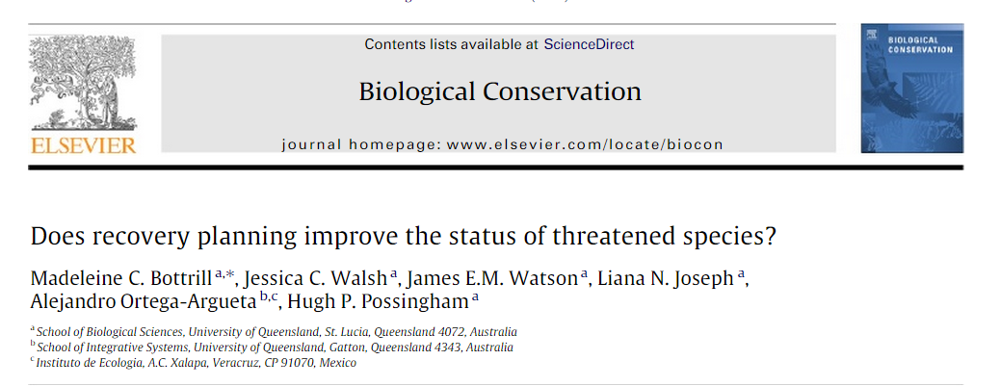 Contents lists available at ScienceDirect
Biological Conservation
journal homepage: www.elsevier.com/locate/biocon
ELSEVIER
BIOLOGICAL
CONSERVATION
Does recovery planning improve the status of threatened species?
Madeleine C. Bottrill a,*, Jessica C. Walsh a, James E.M. Watson a, Liana N. Joseph a,
Alejandro Ortega-Argueta b,c, Hugh P. Possingham a
a School of Biological Sciences, University of Queensland, St. Lucia, Queensland 4072, Australia
b School of Integrative Systems, University of Queensland, Gatton, Queensland 4343, Australia
c Instituto de Ecologia, A.C. Xalapa, Veracruz, CP 91070, Mexico